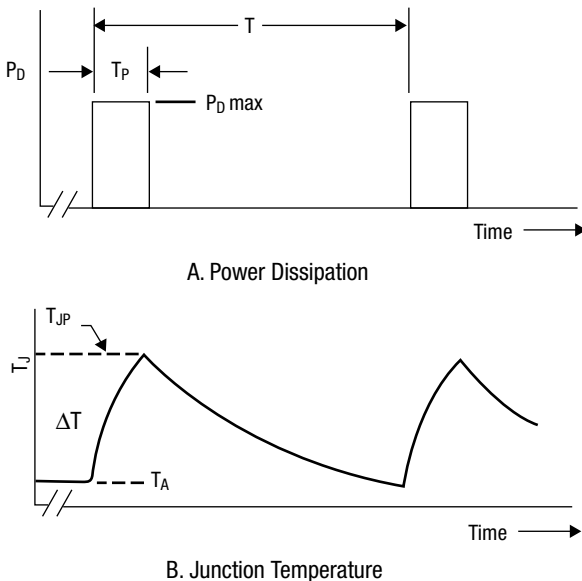 T
P_D
T_P
P_D max
Time
A. Power Dissipation
T_JP
T_J
ΔT
T_A
Time
B. Junction Temperature